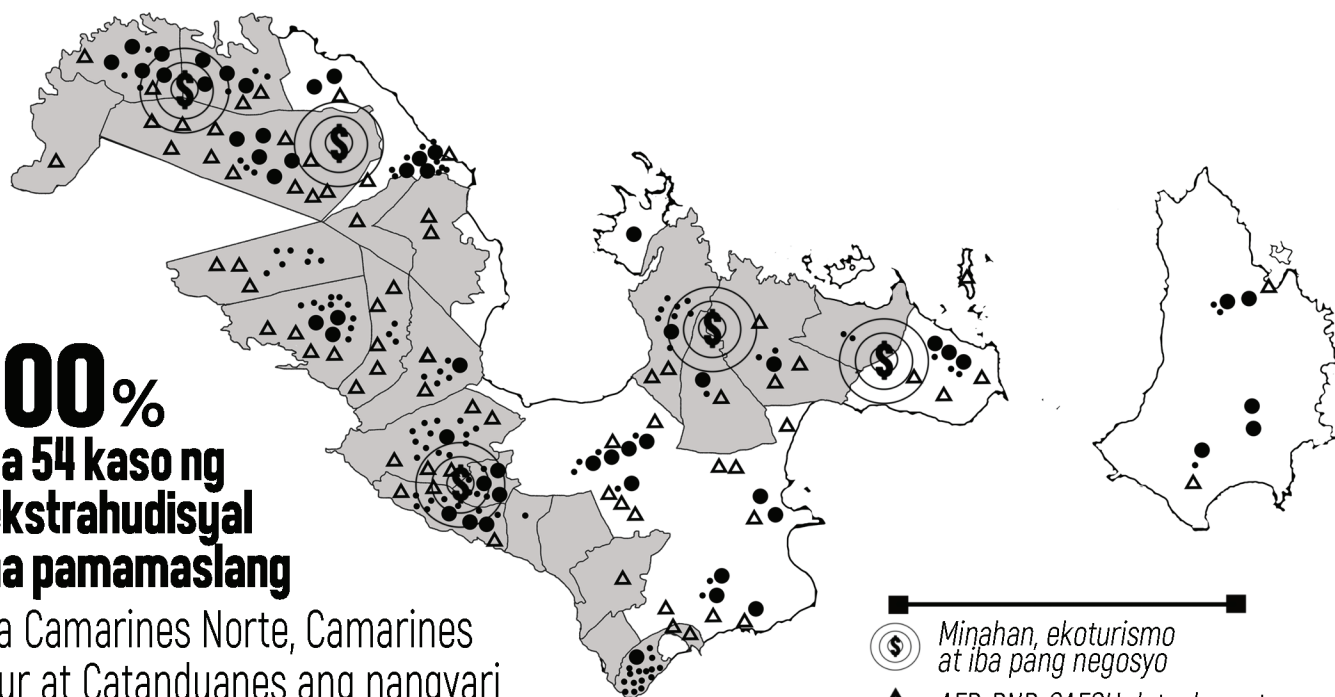 00%
a 54 kaso ng
kstrahudisyal
a pamamaslang
a Camarines Norte, Camarines
ur at Catanduanes ang nangyari
$
$
$
$
$
$ Minahan, ekoturismo
at iba pang negosyo